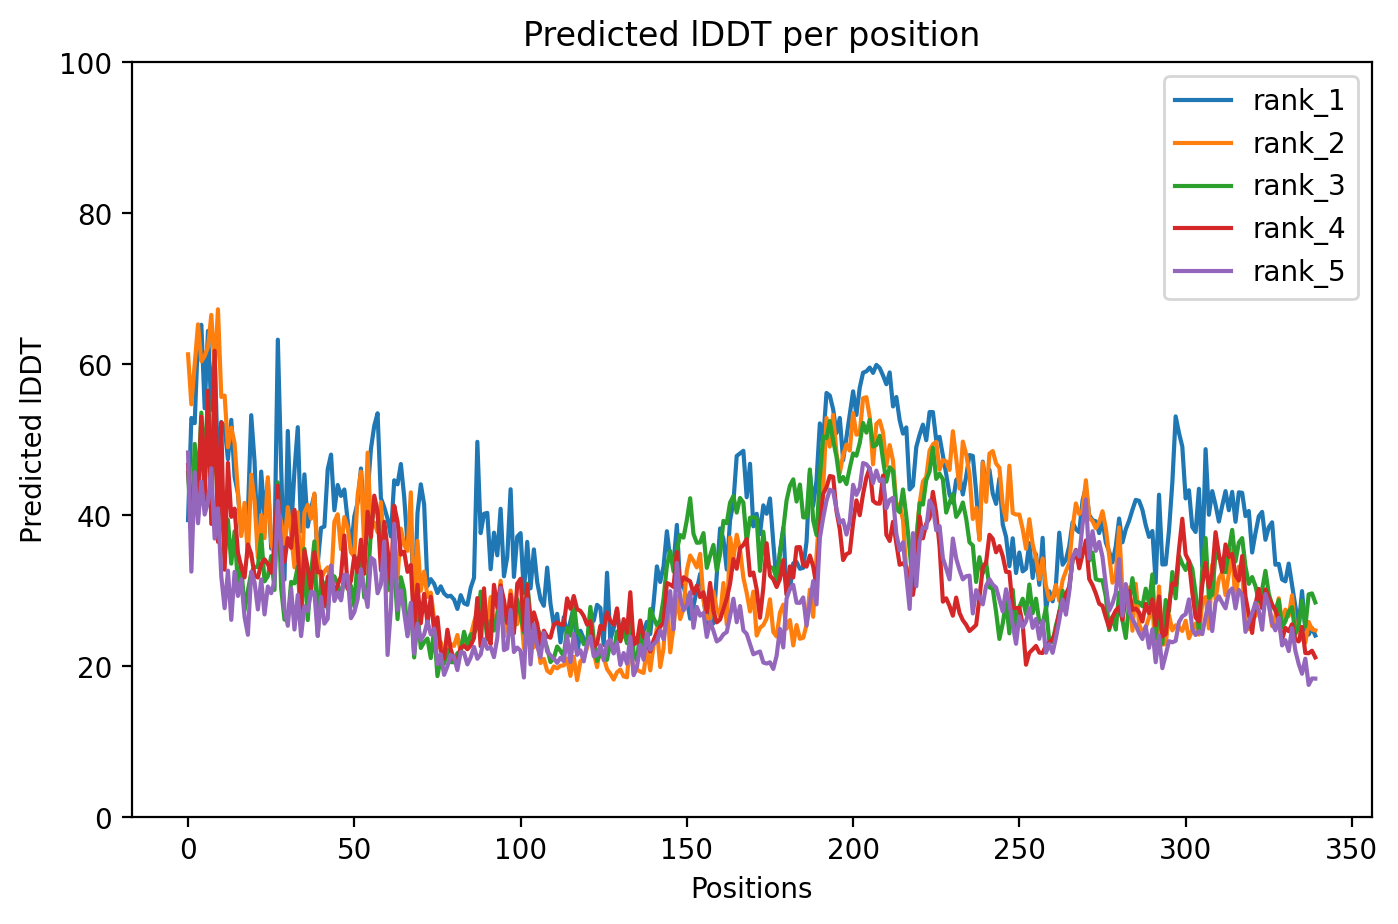 Predicted lDDT per position
100
80
60
40
20
0
Predicted lDDT
0 50 100 150 200 250 300 350
Positions
rank_1
rank_2
rank_3
rank_4
rank_5